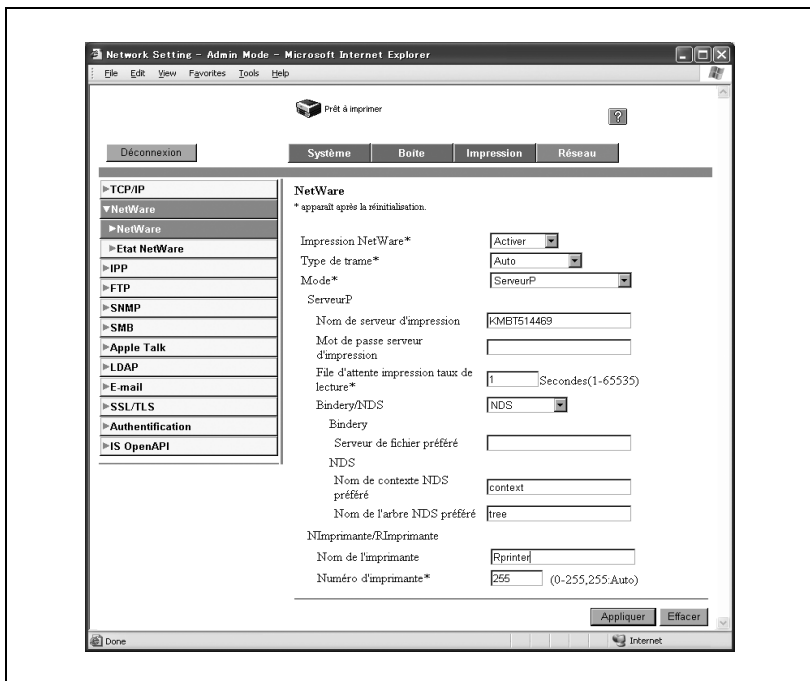 Network Setting - Admin Mode - Microsoft Internet Explorer
File Edit View Favorites Tools Help
Prêt à imprimer
?
Déconnexion
Système Boîte Impression Réseau
TCP/IP
NetWare
NetWare
Etat NetWare
IPP
FTP
SNMP
SMB
Apple Talk
LDAP
E-mail
SSL/TLS
Authentification
IS OpenAPI
NetWare
* apparaît après la réinitialisation.
Impression NetWare* Activer
Type de trame* Auto
Mode* ServeurP
ServeurP
Nom de serveur d'impression KMBT514469
Mot de passe serveur
d'impression
File d'attente impression taux de
lecture* 1 Secondes(1-65535)
Bindery/NDS NDS
Bindery
Serveur de fichier préféré
NDS
Nom de contexte NDS
préféré context
Nom de l'arbre NDS préféré tree
NImprimante/RImprimante
Nom de l'imprimante Rprinter
Numéro d'imprimante* 255 (0-255,255:Auto)
Appliquer Effacer
Done Internet